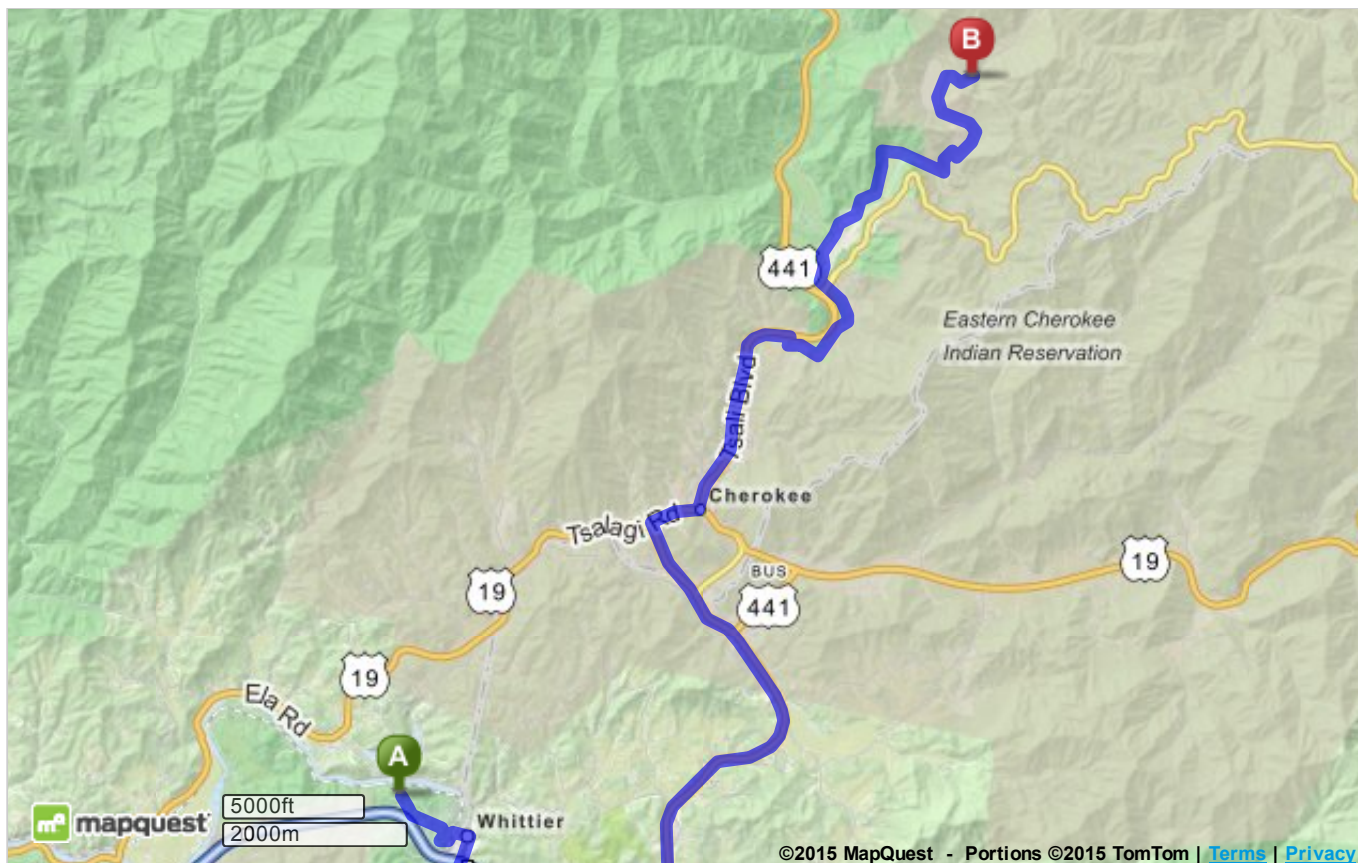 B
441
Eastern Cherokee
Indian Reservation
Tsali Blvd
Cherokee
Tsalagi Rd
19
BUS
441
19
19
Ela Rd
A
mapquest
5000ft
2000m
Whittier
©2015 MapQuest - Portions ©2015 TomTom | Terms | Privacy